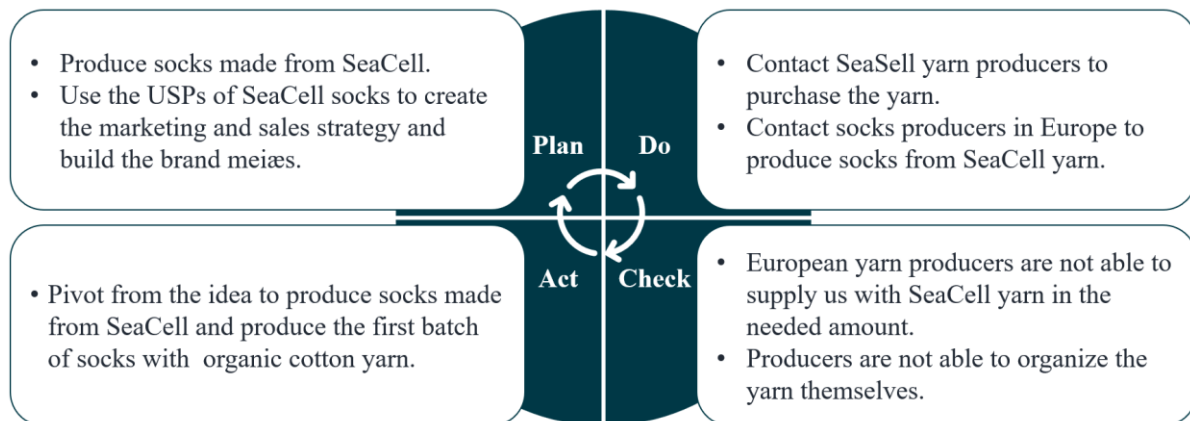 • Produce socks made from SeaCell.
• Use the USPs of SeaCell socks to create
the marketing and sales strategy and
build the brand meiæs.
• Contact SeaSell yarn producers to
purchase the yarn.
• Contact socks producers in Europe to
produce socks from SeaCell yarn.
Plan
Do
Act
Check
• Pivot from the idea to produce socks made
from SeaCell and produce the first batch
of socks with organic cotton yarn.
• European yarn producers are not able to
supply us with SeaCell yarn in the
needed amount.
• Producers are not able to organize the
yarn themselves.